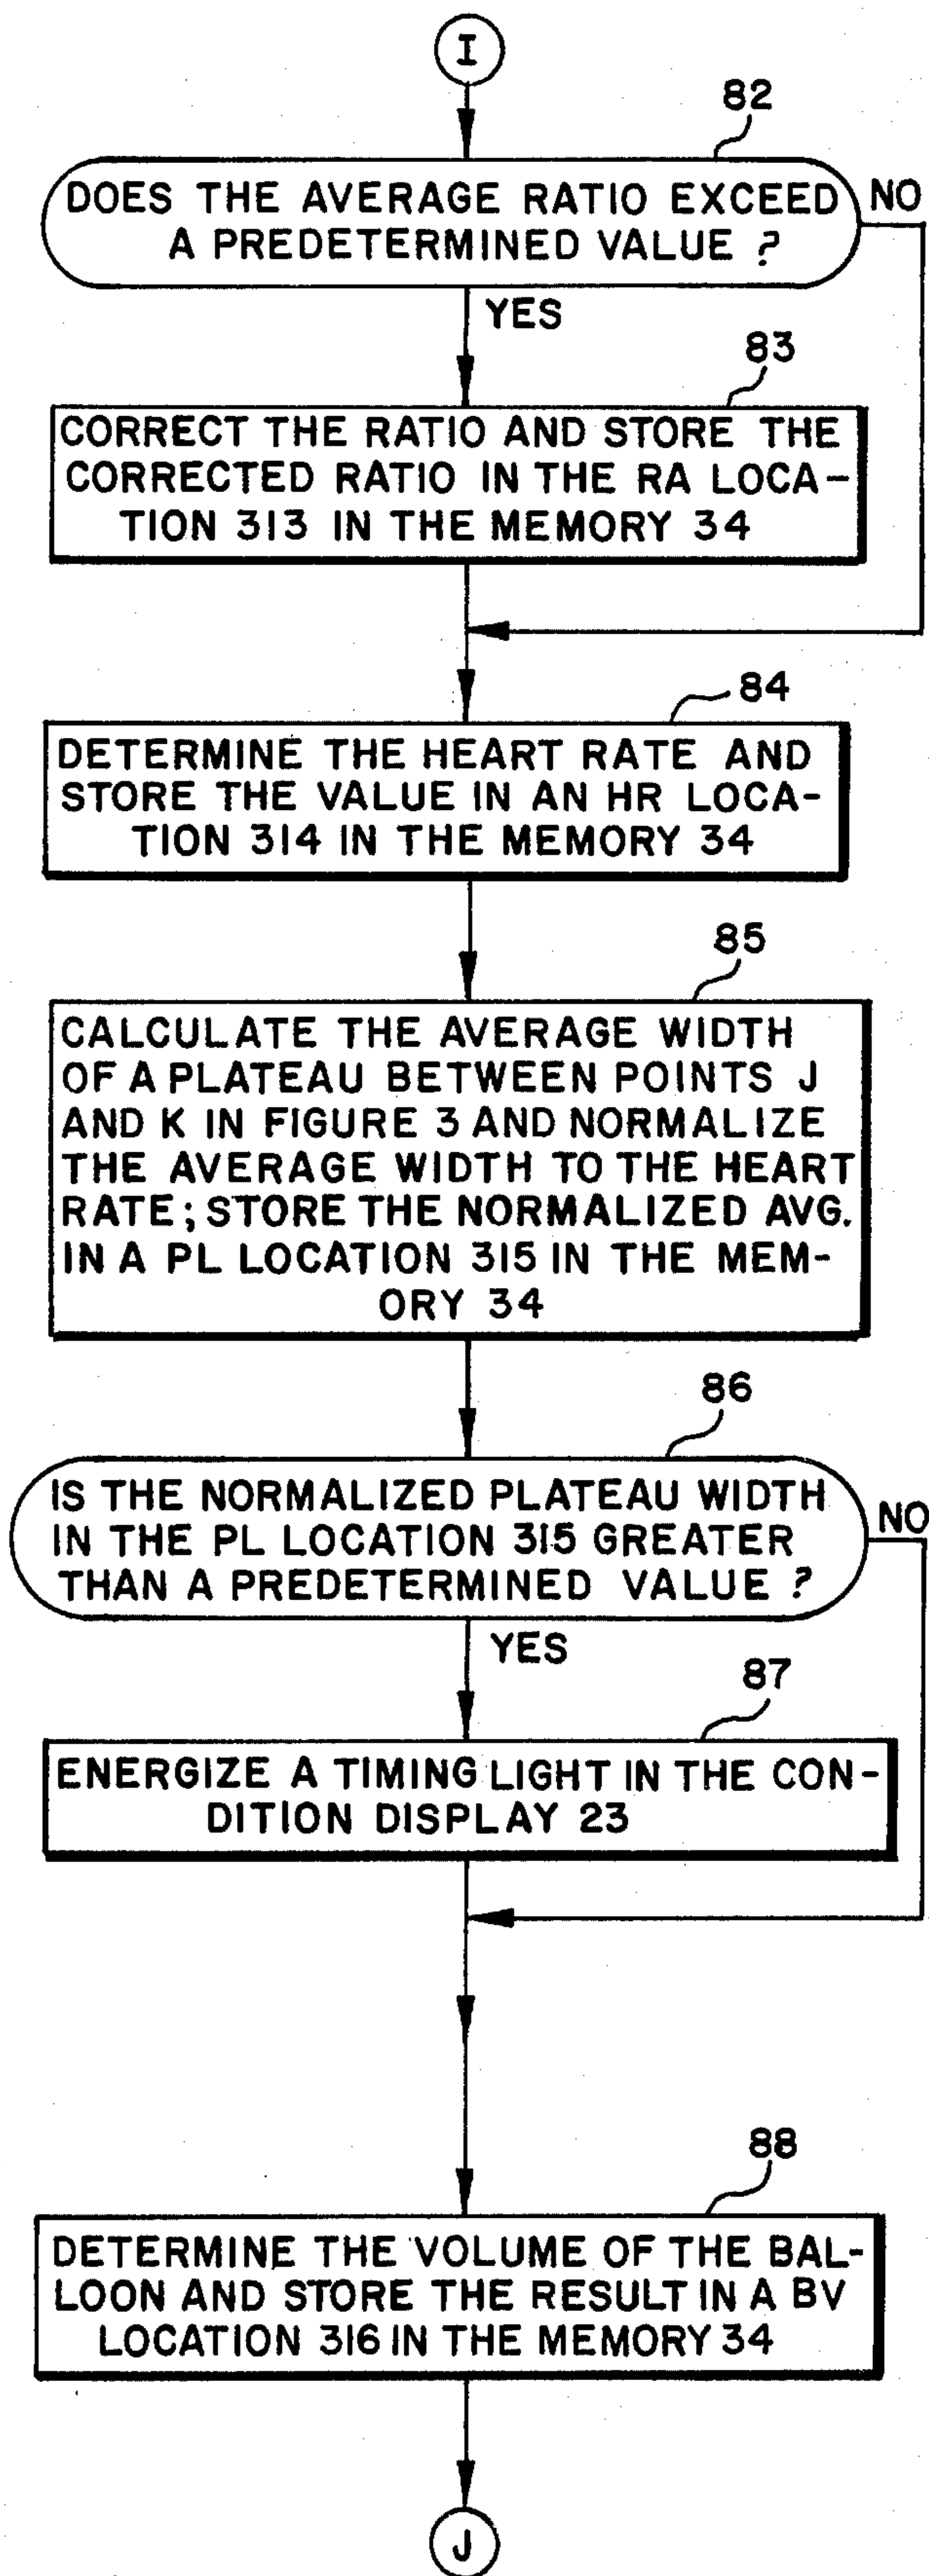 I
82
DOES THE AVERAGE RATIO EXCEED
A PREDETERMINED VALUE ?
NO
YES
83
CORRECT THE RATIO AND STORE THE
CORRECTED RATIO IN THE RA LOCA-
TION 313 IN THE MEMORY 34
84
DETERMINE THE HEART RATE AND
STORE THE VALUE IN AN HR LOCA-
TION 314 IN THE MEMORY 34
85
CALCULATE THE AVERAGE WIDTH
OF A PLATEAU BETWEEN POINTS J
AND K IN FIGURE 3 AND NORMALIZE
THE AVERAGE WIDTH TO THE HEART
RATE; STORE THE NORMALIZED AVG.
IN A PL LOCATION 315 IN THE MEM-
ORY 34
86
IS THE NORMALIZED PLATEAU WIDTH
IN THE PL LOCATION 315 GREATER
THAN A PREDETERMINED VALUE ?
NO
YES
87
ENERGIZE A TIMING LIGHT IN THE CON-
DITION DISPLAY 23
88
DETERMINE THE VOLUME OF THE BAL-
LOON AND STORE THE RESULT IN A BV
LOCATION 316 IN THE MEMORY 34
J